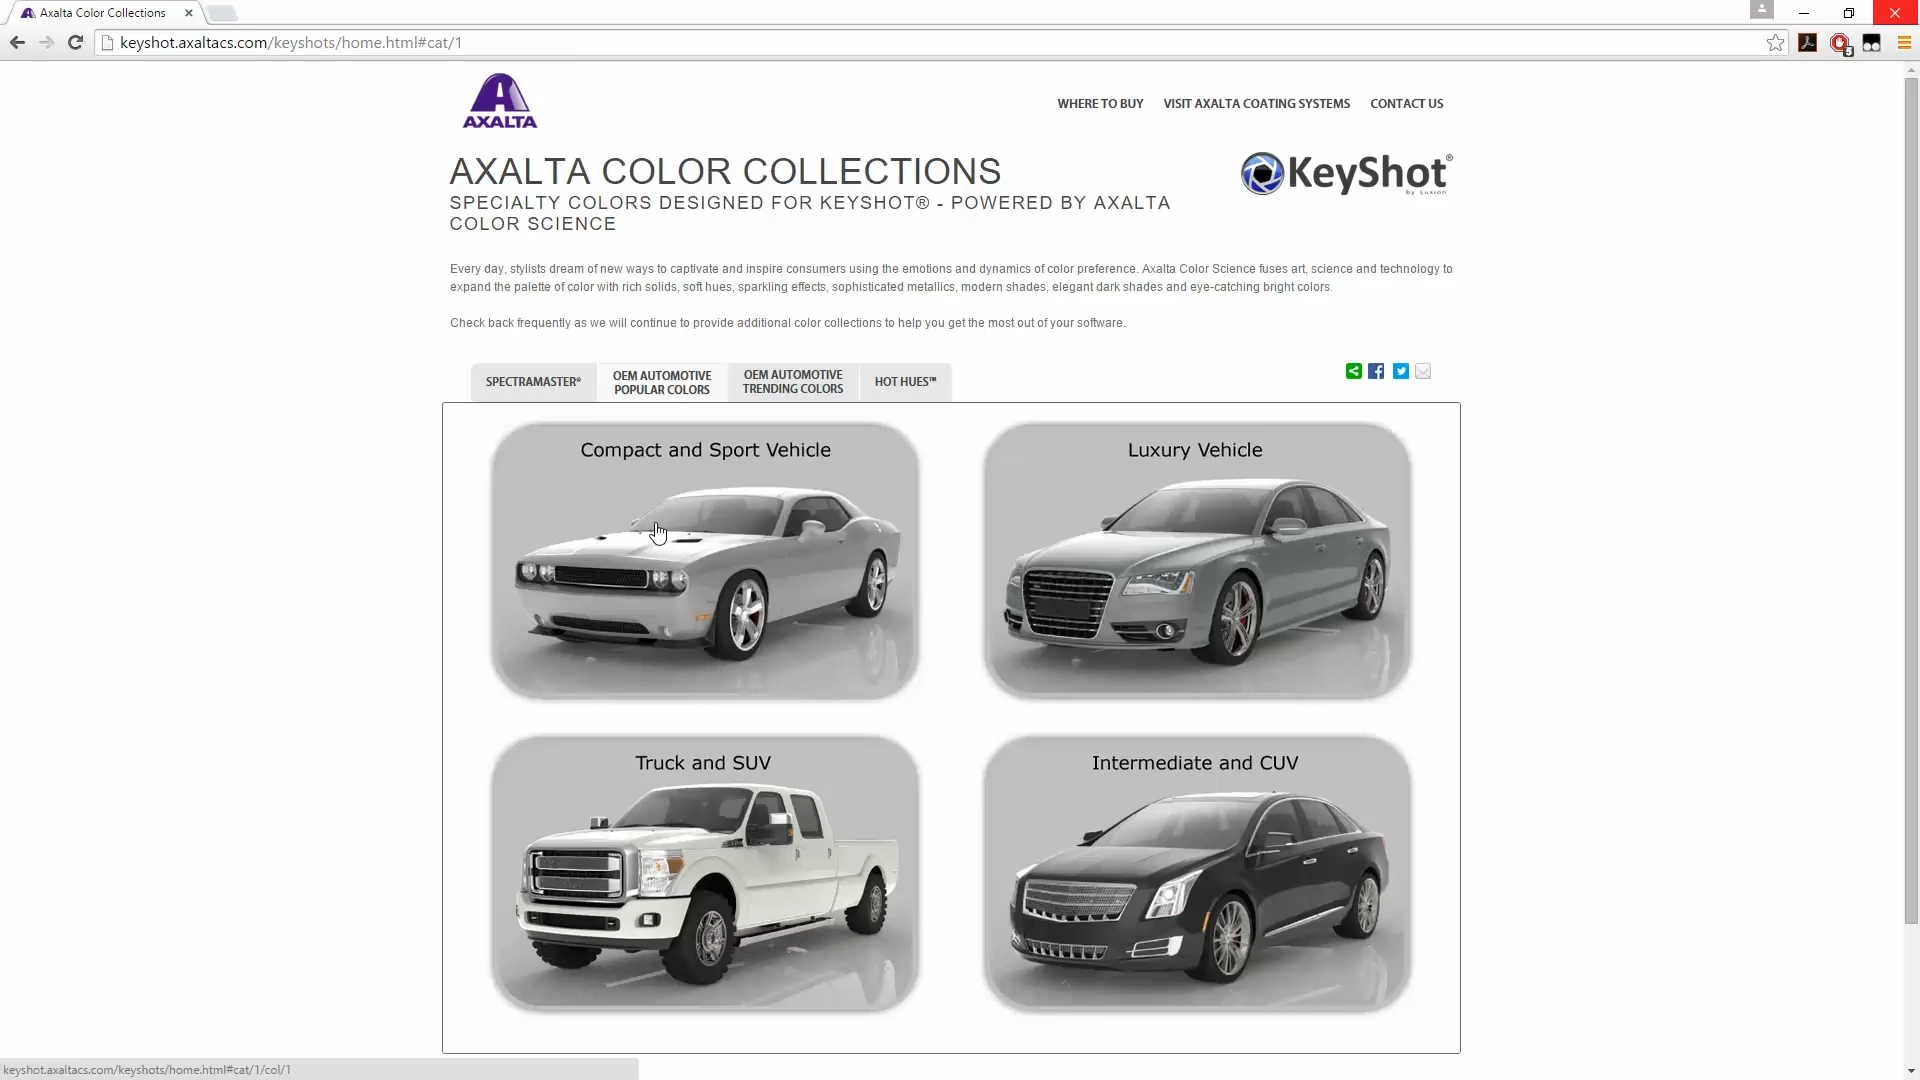 Axalta Color Collections
keyshot.axaltacs.com/keyshots/home.html#cat/1
5
AXALTA
WHERE TO BUY
VISIT AXALTA COATING SYSTEMS
CONTACT US
AXALTA COLOR COLLECTIONS
SPECIALTY COLORS DESIGNED FOR KEYSHOT® - POWERED BY AXALTA
COLOR SCIENCE
KeyShot®
by Luxion
Every day, stylists dream of new ways to captivate and inspire consumers using the emotions and dynamics of color preference. Axalta Color Science fuses art, science and technology to
expand the palette of color with rich solids, soft hues, sparkling effects, sophisticated metallics, modern shades, elegant dark shades and eye-catching bright colors.
Check back frequently as we will continue to provide additional color collections to help you get the most out of your software.
SPECTRAMASTER®
OEM AUTOMOTIVE
POPULAR COLORS
OEM AUTOMOTIVE
TRENDING COLORS
HOT HUES™
Compact and Sport Vehicle
Luxury Vehicle
Truck and SUV
Intermediate and CUV
keyshot.axaltacs.com/keyshots/home.html#cat/1/col/1